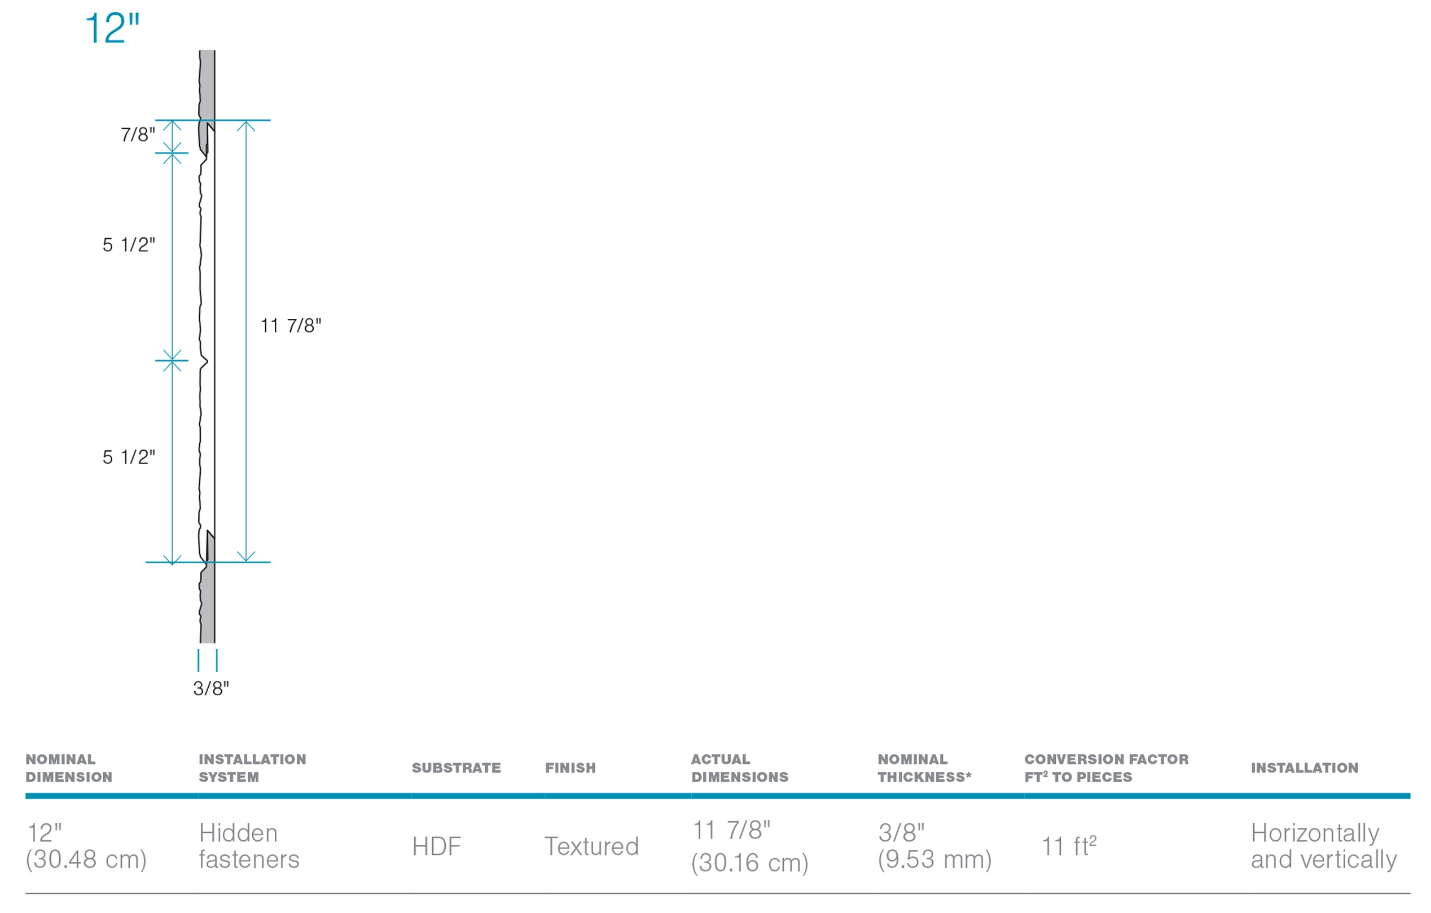 12"
7/8"
5 1/2"
11 7/8"
5 1/2"
3/8"
NOMINAL
DIMENSION
INSTALLATION
SYSTEM
SUBSTRATE
FINISH
ACTUAL
DIMENSIONS
NOMINAL
THICKNESS*
CONVERSION FACTOR
FT² TO PIECES
INSTALLATION
12"
(30.48 cm)
Hidden
fasteners
HDF
Textured
11 7/8"
(30.16 cm)
3/8"
(9.53 mm)
11 ft²
Horizontally
and vertically